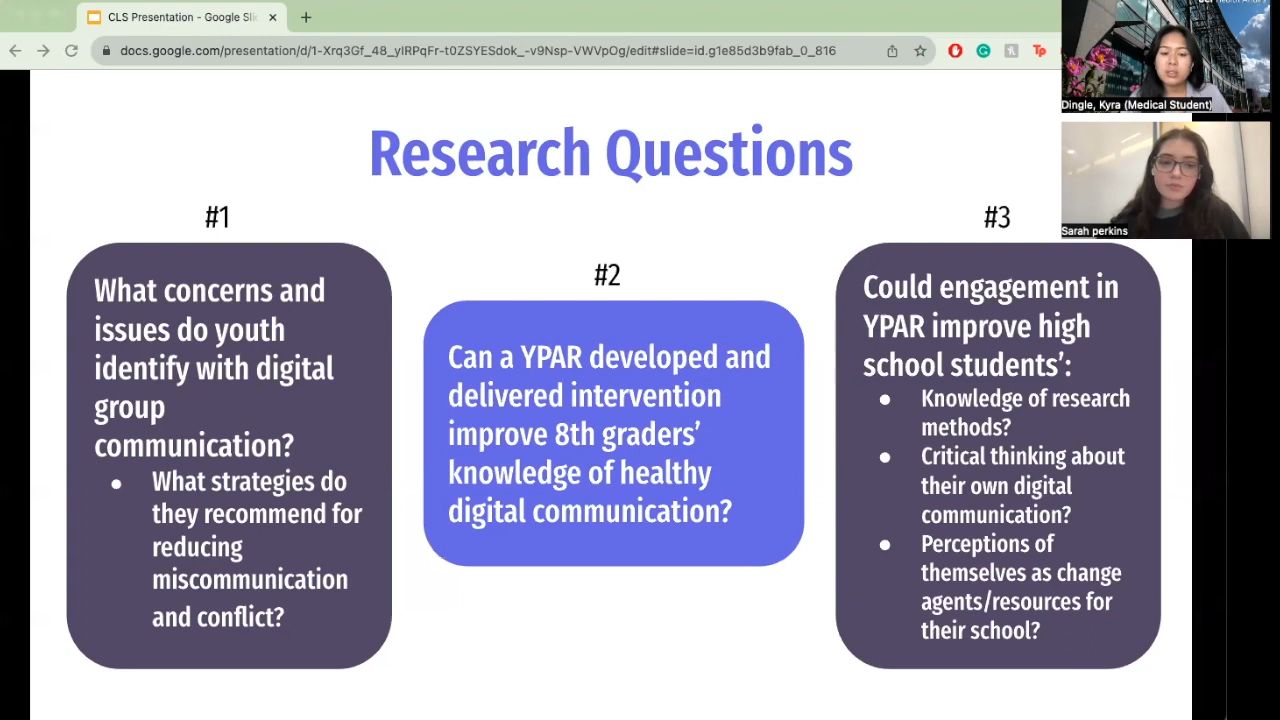 CLS Presentation - Google Sli
docs.google.com/presentation/d/1-Xrq3Gf_48_ylRPqFr-t0ZSYESdok_-v9Nsp-VWVpOg/edit#slide=id.g1e85d3b9fab_0_816
Dingle, Kyra (Medical Student)
Sarah perkins
Research Questions
#1
What concerns and
issues do youth
identify with digital
group
communication?
● What strategies do
they recommend for
reducing
miscommunication
and conflict?
#2
Can a YPAR developed and
delivered intervention
improve 8th graders’
knowledge of healthy
digital communication?
#3
Could engagement in
YPAR improve high
school students’:
● Knowledge of research
methods?
● Critical thinking about
their own digital
communication?
● Perceptions of
themselves as change
agents/resources for
their school?